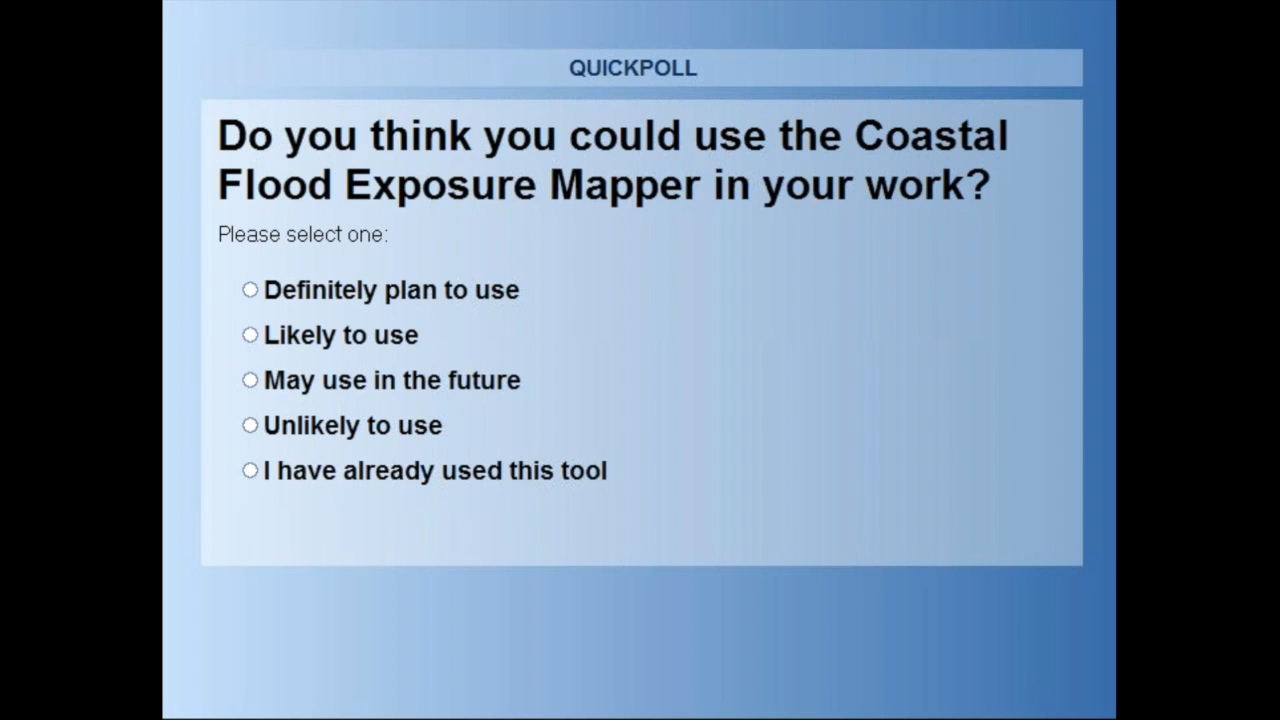 QUICKPOLL
Do you think you could use the Coastal
Flood Exposure Mapper in your work?
Please select one:
Definitely plan to use
Likely to use
May use in the future
Unlikely to use
I have already used this tool